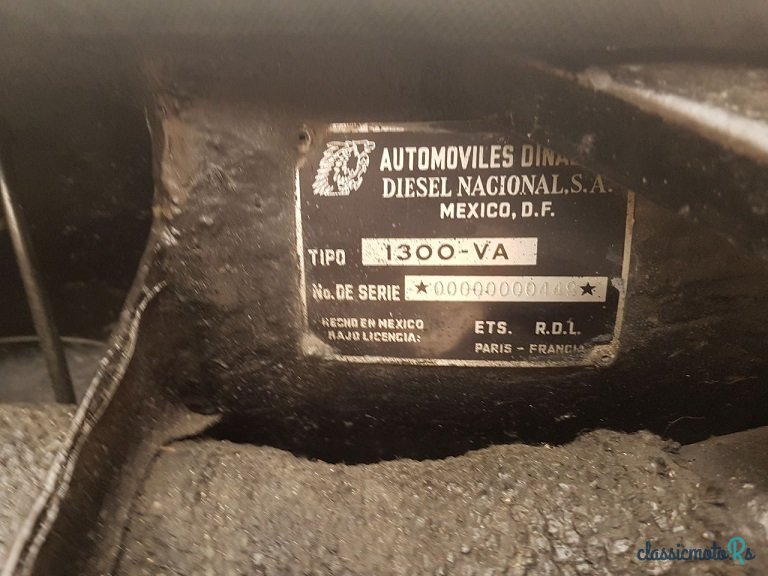 AUTOMOVILES
DIESEL NACIONAL, S.A.
MEXICO, D.F.
TIPO 1300-VA
No. DE SERIE
HECHO EN MEXICO
BAJO LICENCIA:
ETS. R.D.L.
PARIS - FRANCIA
classicmotoRs